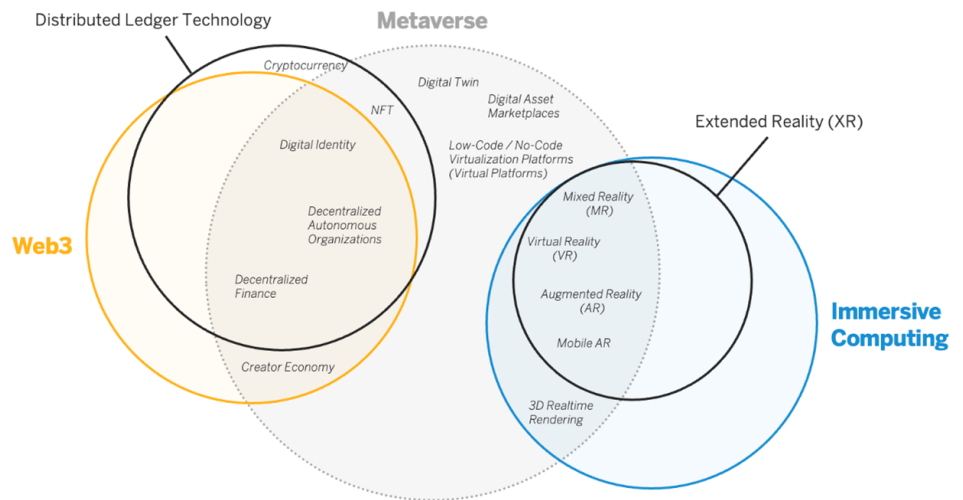 Distributed Ledger Technology
Metaverse
Cryptocurrency
Digital Twin
Digital Asset
Marketplaces
NFT
Extended Reality (XR)
Digital Identity
Low-Code / No-Code
Virtualization Platforms
(Virtual Platforms)
Mixed Reality
(MR)
Decentralized
Autonomous
Organizations
Web3
Virtual Reality
(VR)
Decentralized
Finance
Augmented Reality
(AR)
Immersive
Computing
Mobile AR
Creator Economy
3D Realtime
Rendering